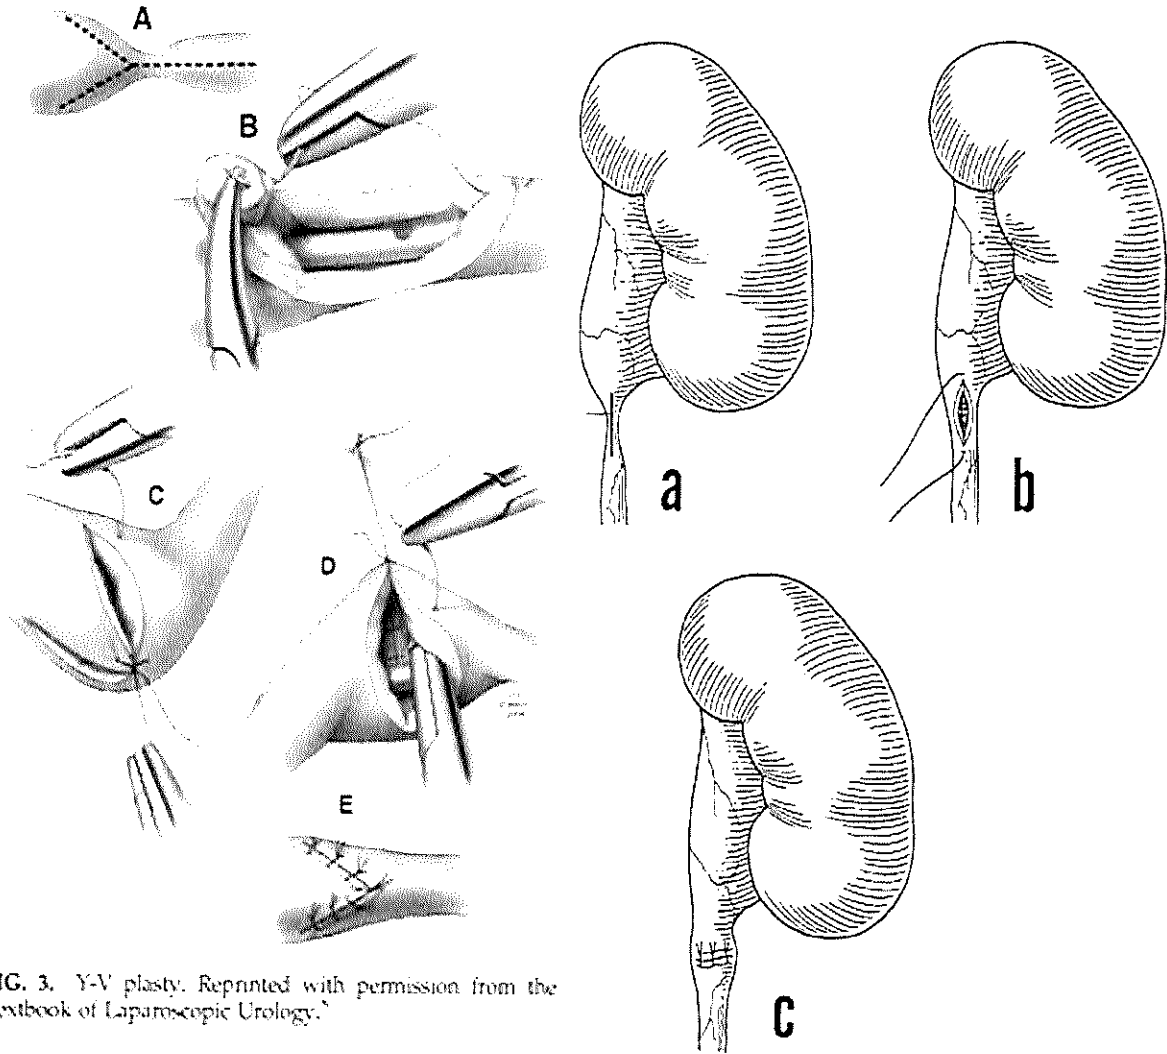 A
B
C
D
E
IG. 3. Y-V plasty. Reprinted with permission from the
extbook of Laparoscopic Urology.
a
b
c